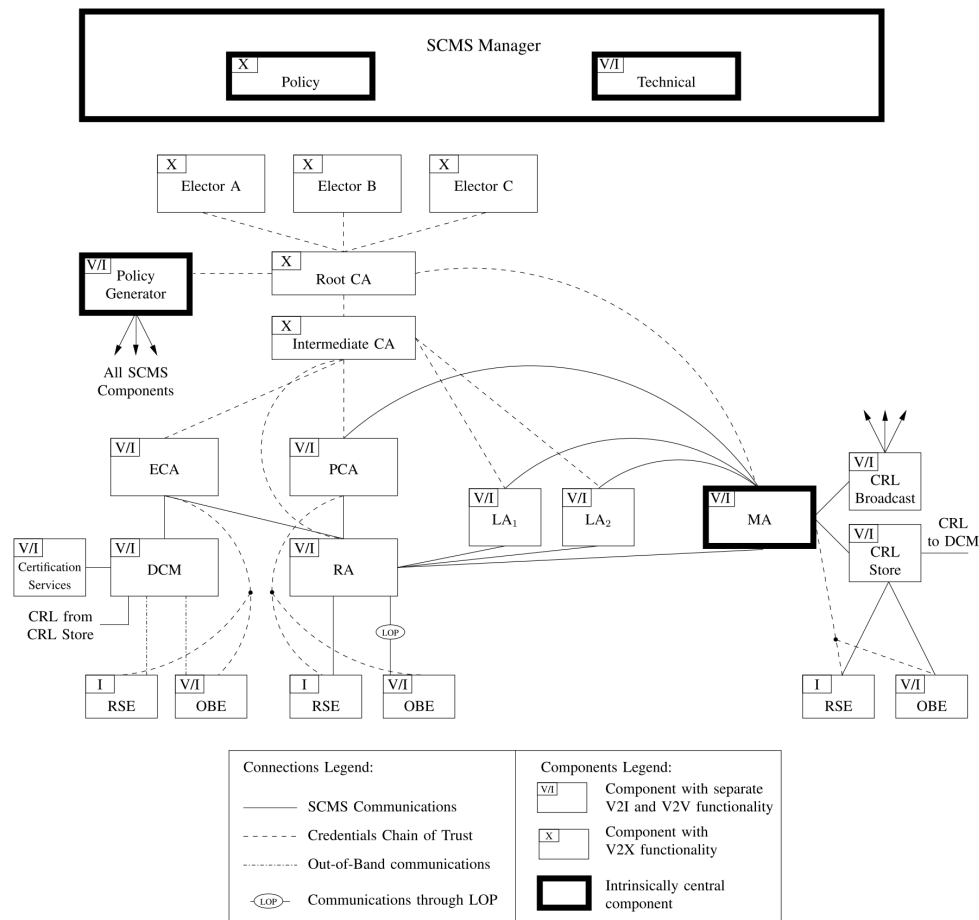 SCMS Manager
X
Policy
V/I
Technical
X
Elector A
X
Elector B
X
Elector C
V/I
Policy
Generator
X
Root CA
X
Intermediate CA
All SCMS
Components
V/I
ECA
V/I
PCA
V/I
LA1
V/I
LA2
V/I
MA
V/I
CRL
Broadcast
V/I
CRL
Store
CRL
to DCM
V/I
Certification
Services
V/I
DCM
V/I
RA
CRL from
CRL Store
LOP
I
RSE
V/I
OBE
I
RSE
V/I
OBE
I
RSE
V/I
OBE
Connections Legend:
SCMS Communications
Credentials Chain of Trust
Out-of-Band communications
LOP
Communications through LOP
Components Legend:
V/I
Component with separate
V2I and V2V functionality
X
Component with
V2X functionality
Intrinsically central
component